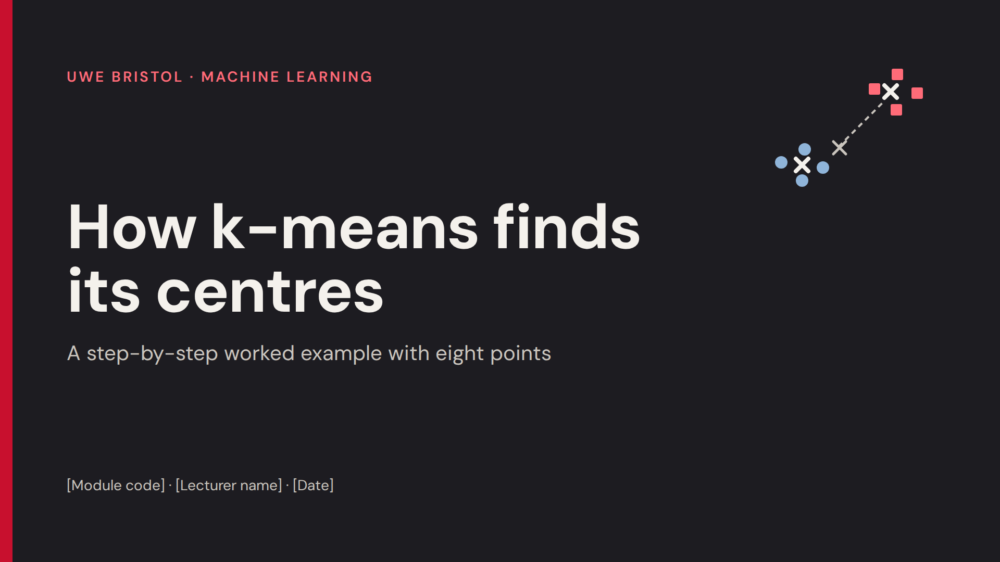 UWE BRISTOL · MACHINE LEARNING
How k-means finds
its centres
A step-by-step worked example with eight points
[Module code] · [Lecturer name] · [Date]